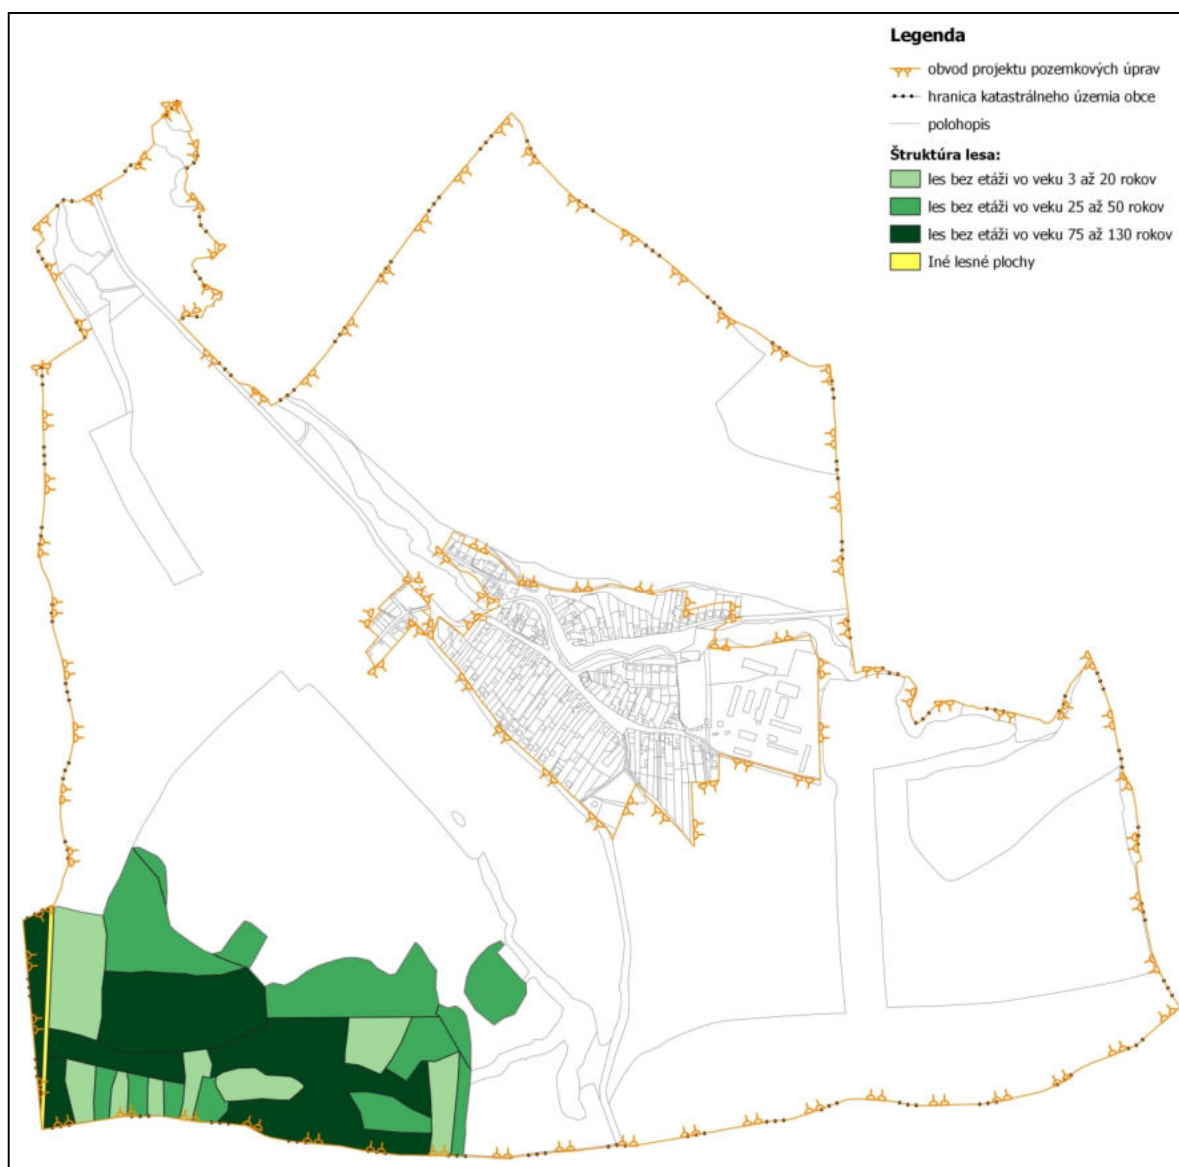 Legenda
obvod projektu pozemkových úprav
hranica katastrálneho územia obce
polohopis
Štruktúra lesa:
les bez etáži vo veku 3 až 20 rokov
les bez etáži vo veku 25 až 50 rokov
les bez etáži vo veku 75 až 130 rokov
Iné lesné plochy